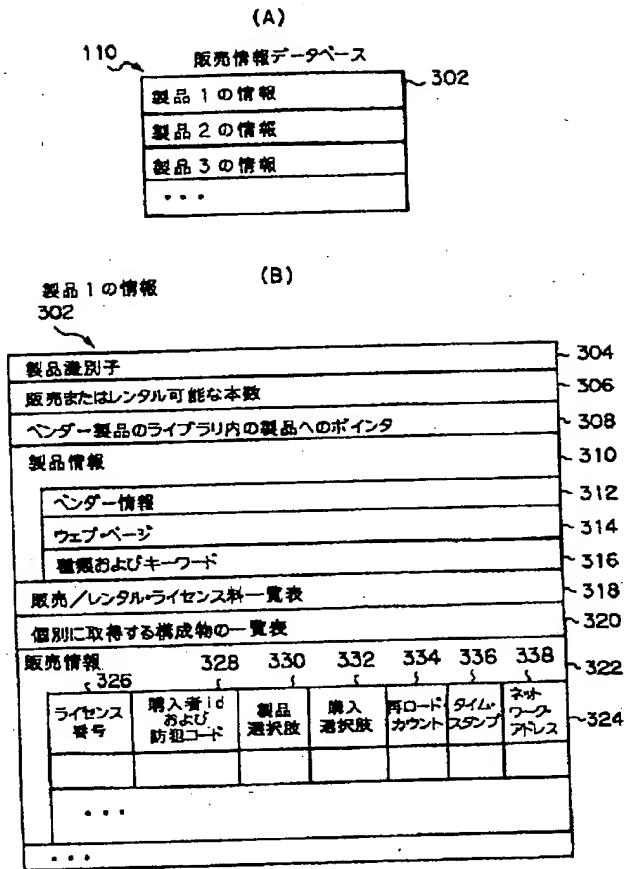 (A)
110 販売情報データベース
製品1の情報 302
製品2の情報
製品3の情報
・・・
(B)
製品1の情報
302
製品識別子 304
販売またはレンタル可能な本数 306
ベンダー製品のライブラリ内の製品へのポインタ 308
製品情報 310
ベンダー情報 312
ウェブ・ページ 314
種類およびキーワード 316
販売/レンタル・ライセンス料一覧表 318
個別に取得する構成物の一覧表 320
販売情報 322
326 328 330 332 334 336 338
ライセンス番号 購入者idおよび防犯コード 製品選択肢 購入選択肢 再ロード・カウント タイム・スタンプ ネットワーク・アドレス 324
・・・
・・・